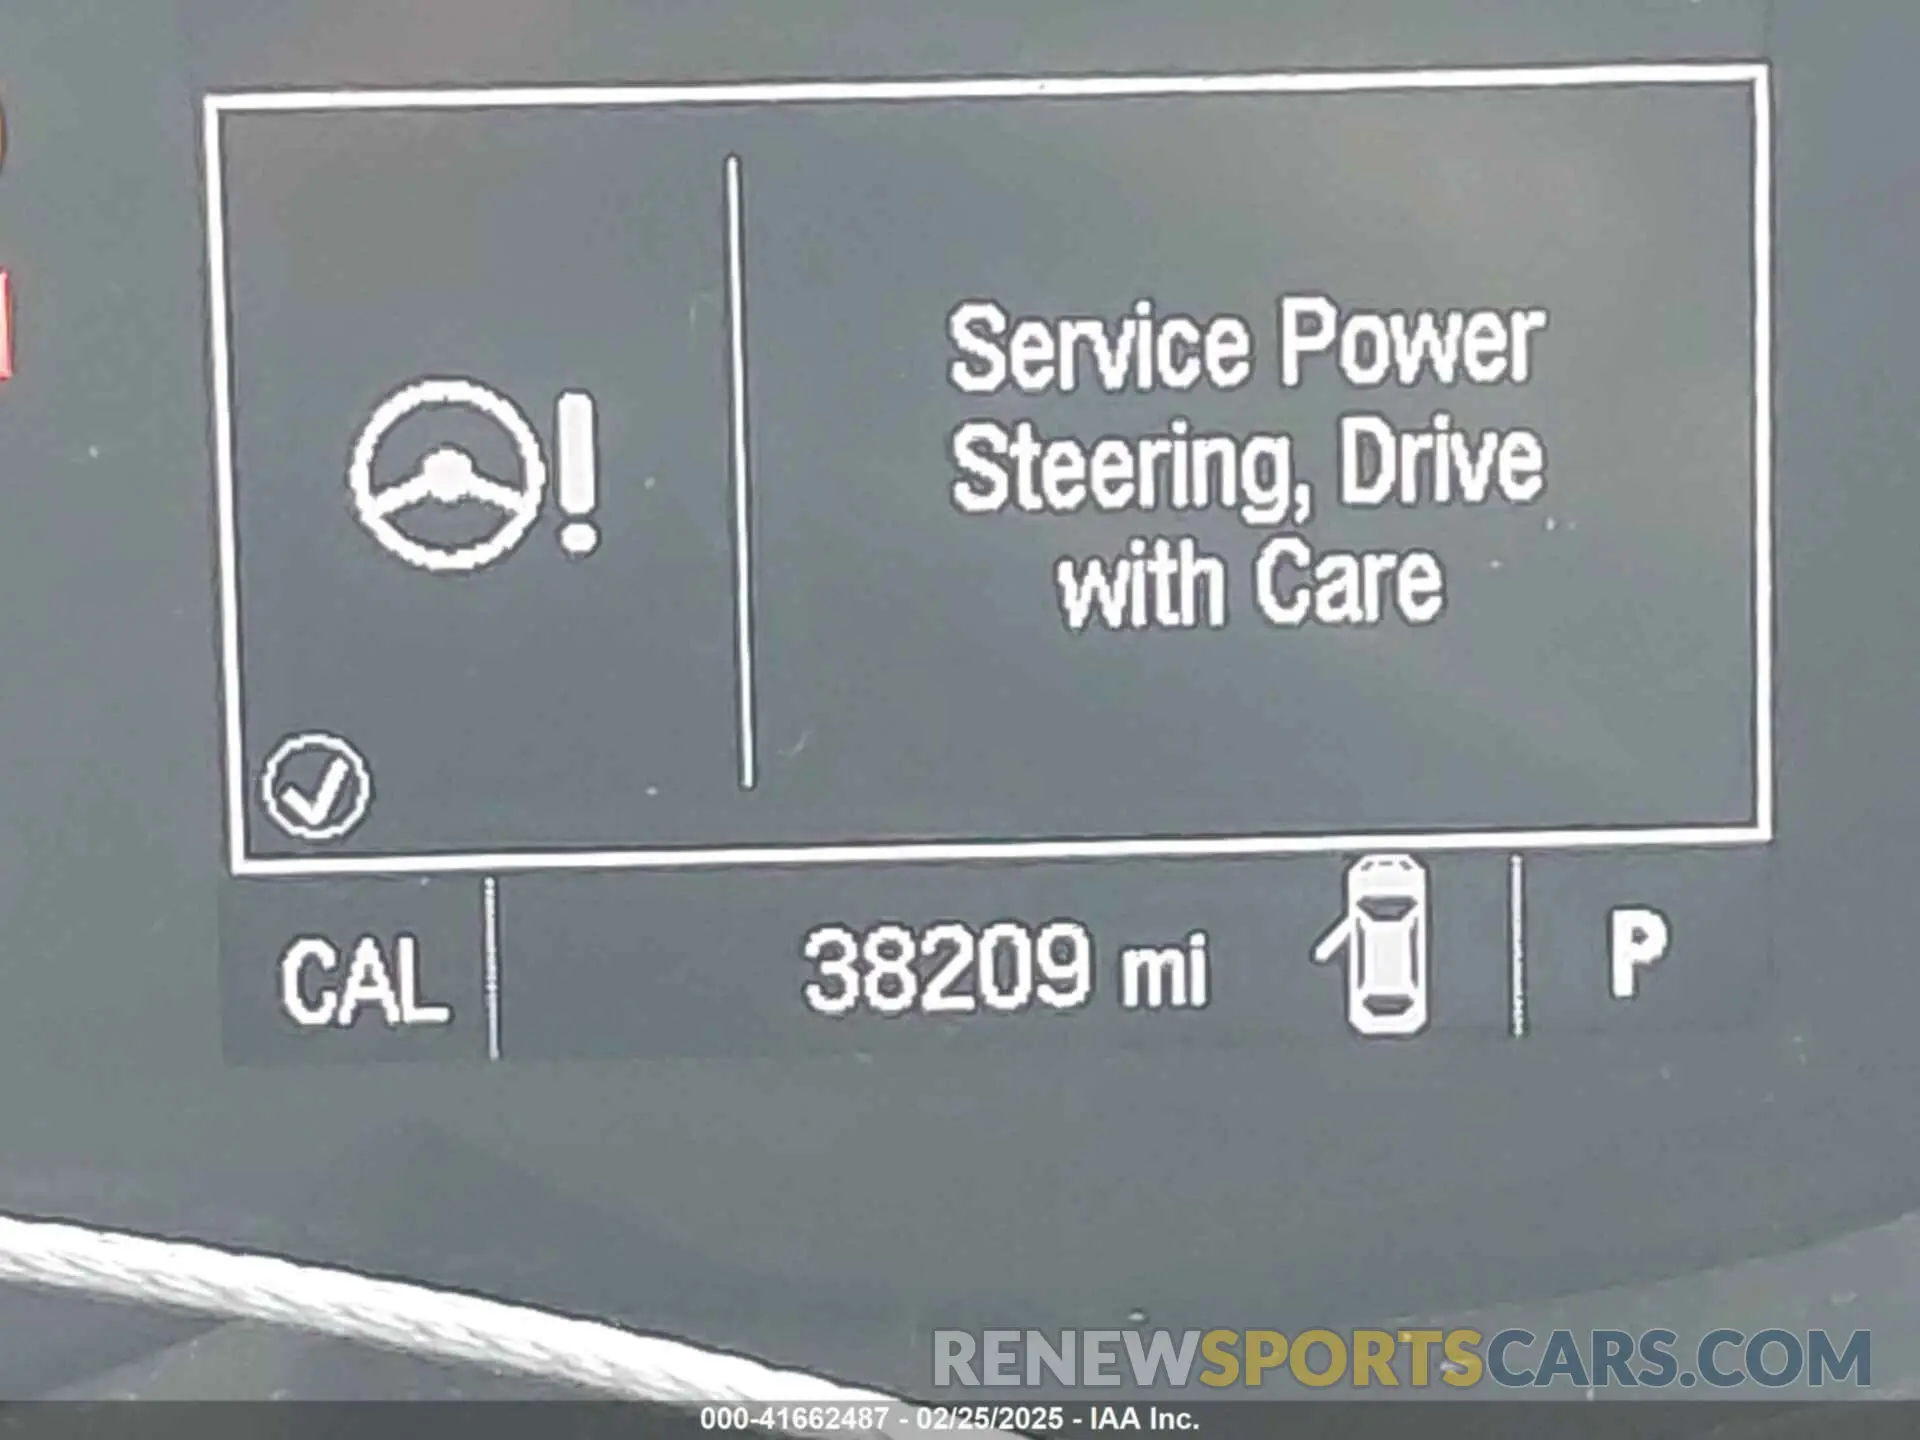 Service Power
Steering, Drive
with Care
CAL
38209 mi
P
RENEWSPORTSCARS.COM
000-41662487 - 02/25/2025 - IAA Inc.